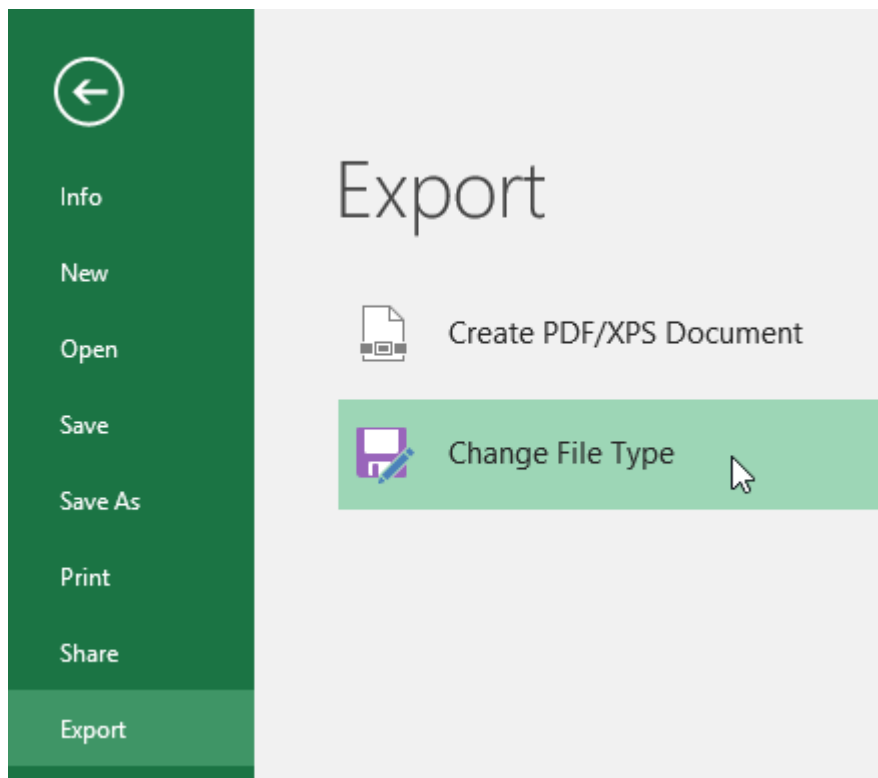 Info
New
Open
Save
Save As
Print
Share
Export
Export
Create PDF/XPS Document
Change File Type